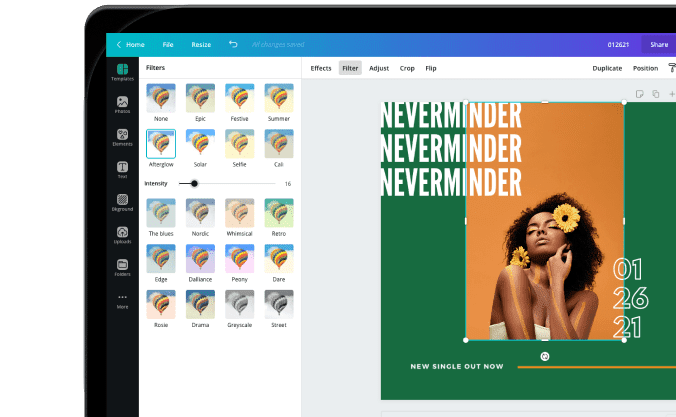 Home File Resize All changes saved 012621 Share
Filters
Effects Filter Adjust Crop Flip Duplicate Position
Templates
Photos
Elements
Text
Bkground
Uploads
Folders
More
None Epic Festive Summer
Afterglow Solar Selfie Cali
Intensity 16
The blues Nordic Whimsical Retro
Edge Dalliance Peony Dare
Rosie Drama Greyscale Street
NEVERMINDER
NEVERMINDER
NEVERMINDER
01
26
21
NEW SINGLE OUT NOW